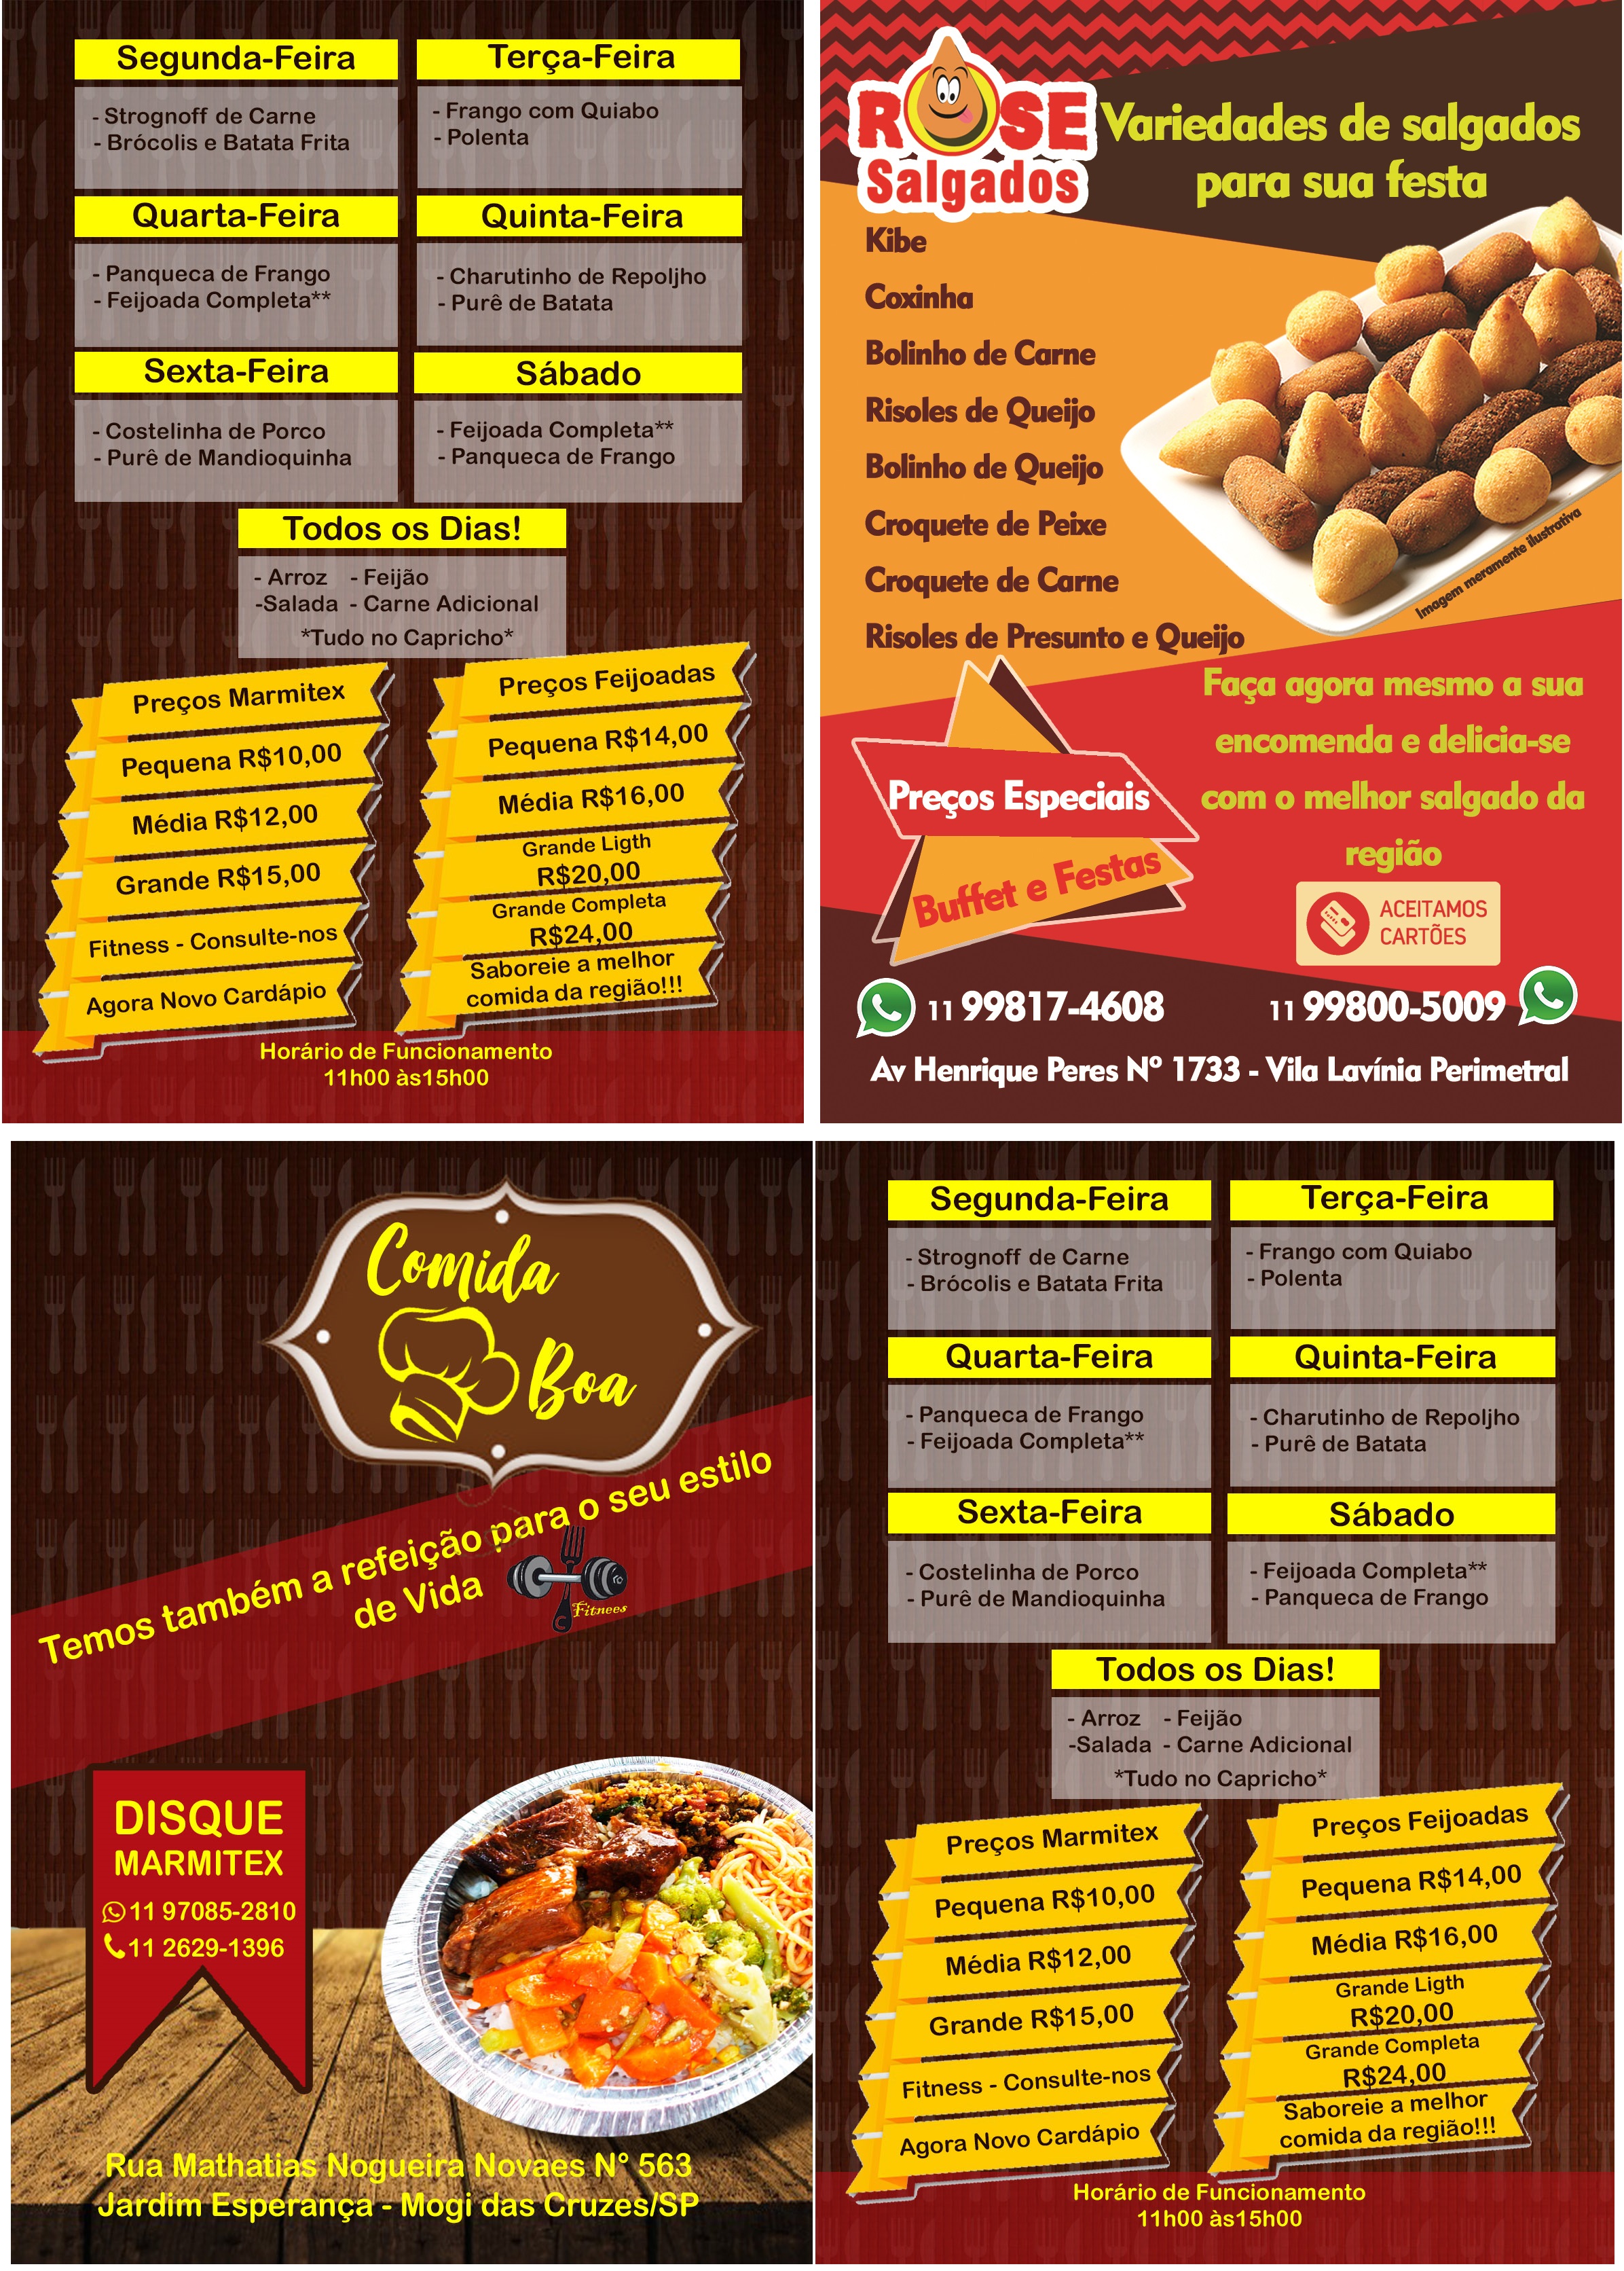 Segunda-Feira
- Strognoff de Carne
- Brócolis e Batata Frita
Terça-Feira
- Frango com Quiabo
- Polenta
Quarta-Feira
- Panqueca de Frango
- Feijoada Completa**
Quinta-Feira
- Charutinho de Repoljho
- Purê de Batata
Sexta-Feira
- Costelinha de Porco
- Purê de Mandioquinha
Sábado
- Feijoada Completa**
- Panqueca de Frango
Todos os Dias!
- Arroz - Feijão
-Salada - Carne Adicional
*Tudo no Capricho*
Preços Marmitex
Pequena R$10,00
Média R$12,00
Grande R$15,00
Fitness - Consulte-nos
Agora Novo Cardápio
Preços Feijoadas
Pequena R$14,00
Média R$16,00
Grande Ligth
R$20,00
Grande Completa
R$24,00
Saboreie a melhor
comida da região!!!
Horário de Funcionamento
11h00 às15h00
ROSE
Salgados
Variedades de salgados
para sua festa
Kibe
Coxinha
Bolinho de Carne
Risoles de Queijo
Bolinho de Queijo
Croquete de Peixe
Croquete de Carne
Risoles de Presunto e Queijo
Imagem meramente ilustrativa
Preços Especiais
Buffet e Festas
Faça agora mesmo a sua
encomenda e delicia-se
com o melhor salgado da
região
ACEITAMOS
CARTÕES
11 99817-4608
11 99800-5009
Av Henrique Peres Nº 1733 - Vila Lavínia Perimetral
Comida
Boa
Temos também a refeição para o seu estilo
de Vida
Fitnees
DISQUE
MARMITEX
11 97085-2810
11 2629-1396
Rua Mathatias Nogueira Novaes N° 563
Jardim Esperança - Mogi das Cruzes/SP
Segunda-Feira
- Strognoff de Carne
- Brócolis e Batata Frita
Terça-Feira
- Frango com Quiabo
- Polenta
Quarta-Feira
- Panqueca de Frango
- Feijoada Completa**
Quinta-Feira
- Charutinho de Repoljho
- Purê de Batata
Sexta-Feira
- Costelinha de Porco
- Purê de Mandioquinha
Sábado
- Feijoada Completa**
- Panqueca de Frango
Todos os Dias!
- Arroz - Feijão
-Salada - Carne Adicional
*Tudo no Capricho*
Preços Marmitex
Pequena R$10,00
Média R$12,00
Grande R$15,00
Fitness - Consulte-nos
Agora Novo Cardápio
Preços Feijoadas
Pequena R$14,00
Média R$16,00
Grande Ligth
R$20,00
Grande Completa
R$24,00
Saboreie a melhor
comida da região!!!
Horário de Funcionamento
11h00 às15h00